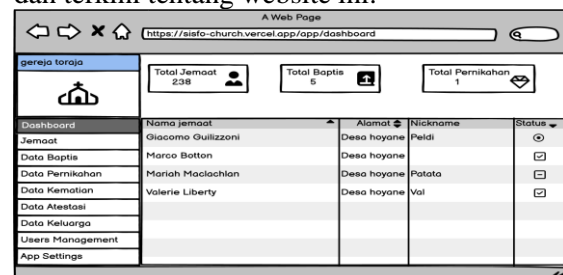 dan terkini tentang website ini.
A Web Page
https://sisfo-church.vercel.app/app/dashboard
gereja toraja
Total Jemaat
238
Total Baptis
5
Total Pernikahan
1
Dashboard
Jemaat
Data Baptis
Data Pernikahan
Data Kematian
Data Atestasi
Data Keluarga
Users Management
App Settings
Nama jemaat Alamat Nickname Status
Giacomo Guilizzoni Desa hoyane Peldi
Marco Botton Desa hoyane
Mariah Maclachlan Desa hoyane Patata
Valerie Liberty Desa hoyane Val